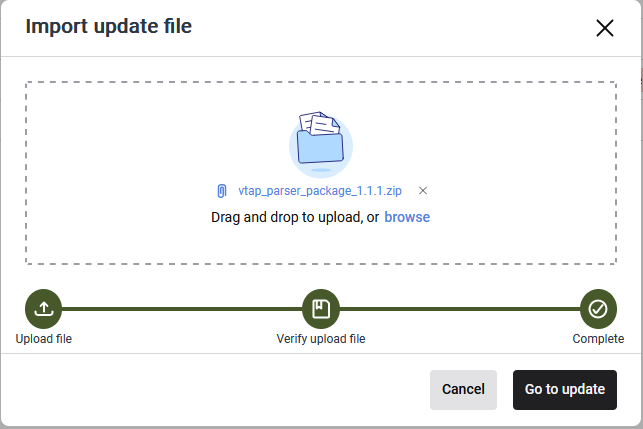 Import update file
vtap_parser_package_1.1.1.zip
Drag and drop to upload, or browse
Upload file
Verify upload file
Complete
Cancel
Go to update